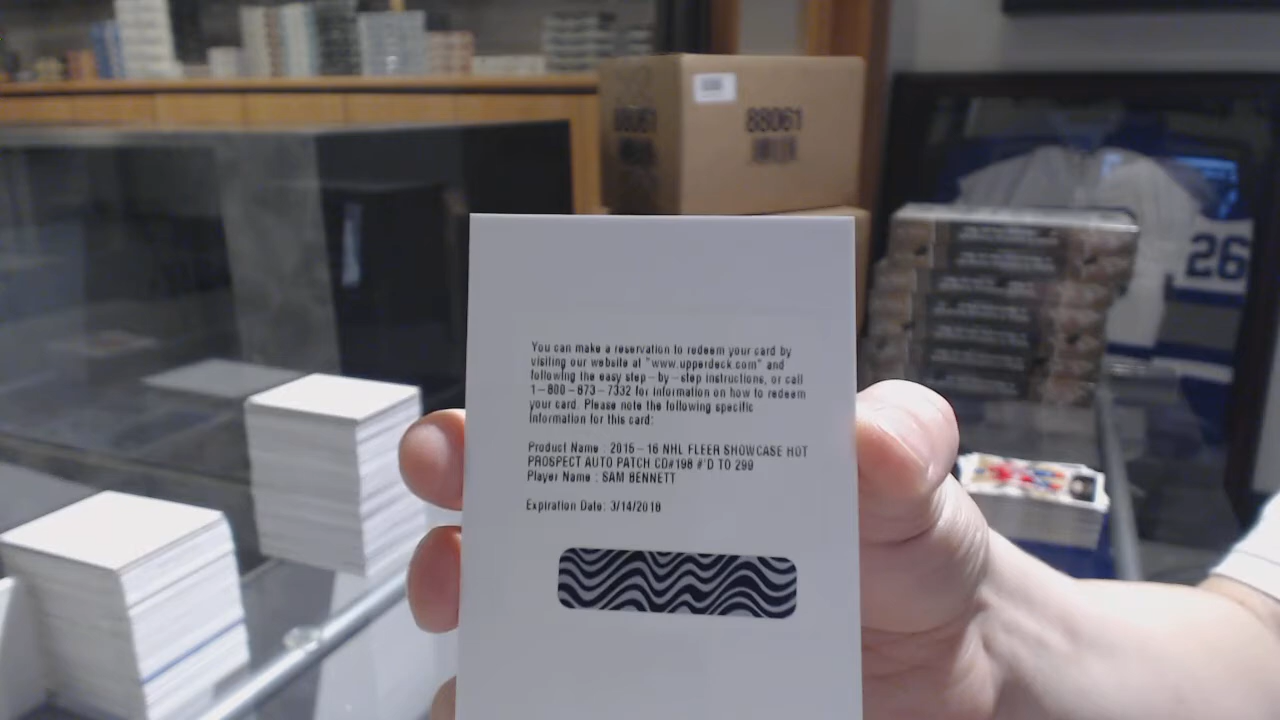 88061
26
You can make a reservation to redeem your card by
visiting our website at "www.upperdeck.com" and
following the easy step-by-step instructions, or call
1-800-873-7332 for information on how to redeem
your card. Please note the following specific
information for this card:
Product Name : 2015-16 NHL FLEER SHOWCASE HOT
PROSPECT AUTO PATCH CD#198 #'D TO 299
Player Name : SAM BENNETT
Expiration Date: 3/14/2018